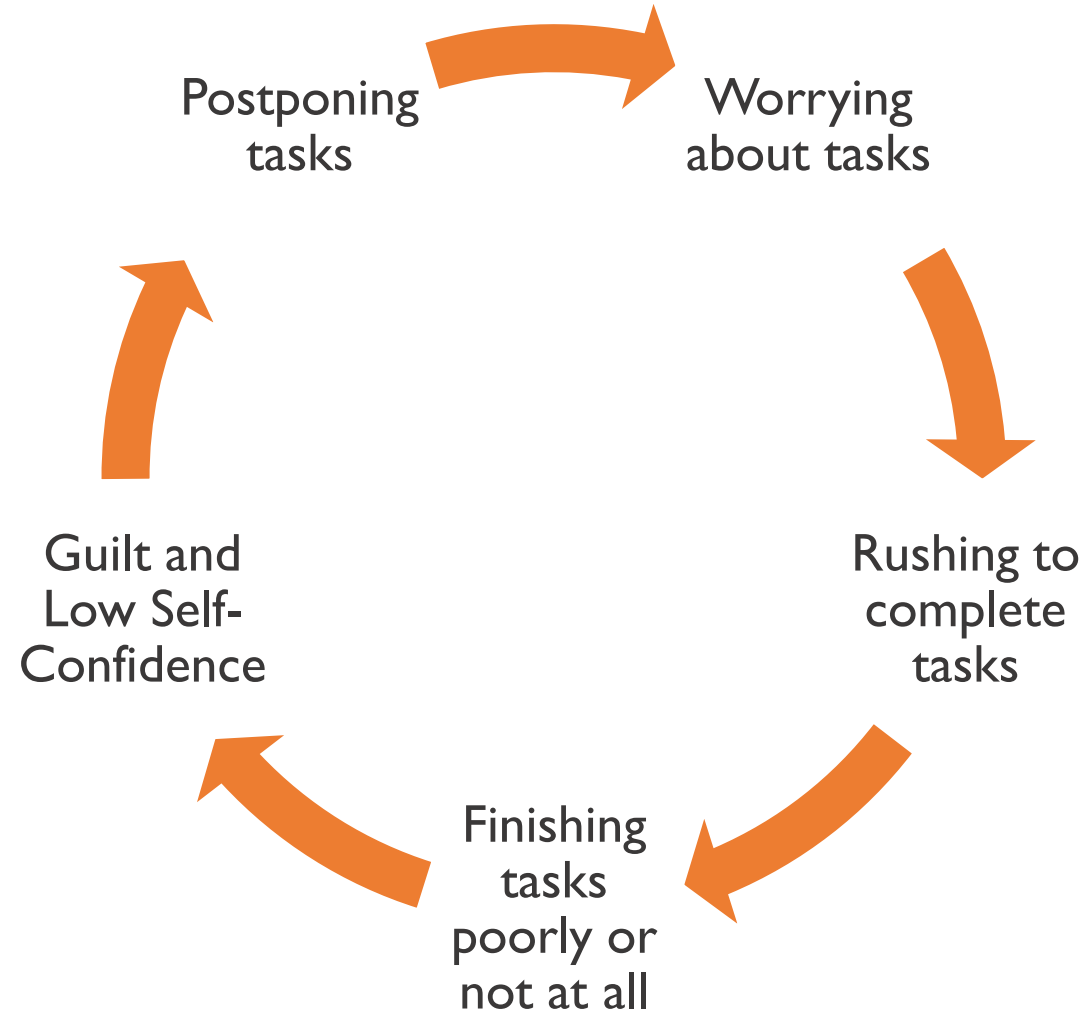 Postponing
tasks
Worrying
about tasks
Rushing to
complete
tasks
Finishing
tasks
poorly or
not at all
Guilt and
Low Self-
Confidence